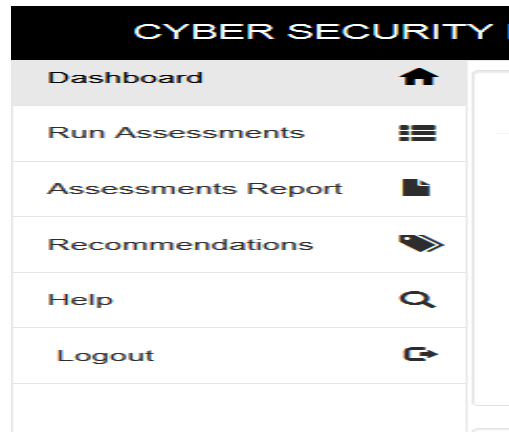 CYBER SECURITY
Dashboard
Run Assessments
Assessments Report
Recommendations
Help
Logout